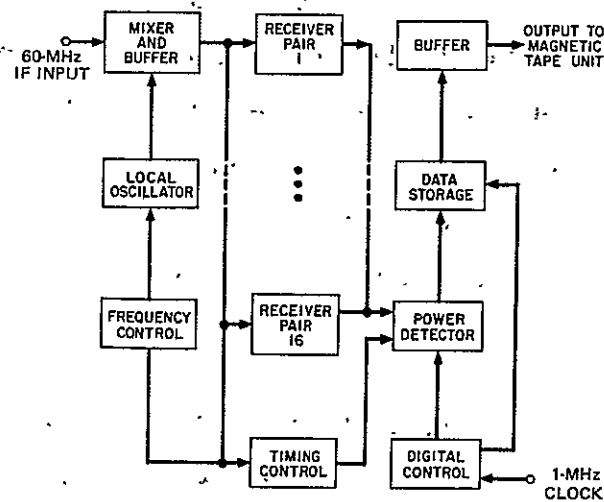 60-MHz
IF INPUT
MIXER
AND
BUFFER
RECEIVER
PAIR
1
BUFFER
OUTPUT TO
MAGNETIC
TAPE UNIT
LOCAL
OSCILLATOR
DATA
STORAGE
FREQUENCY
CONTROL
RECEIVER
PAIR
16
POWER
DETECTOR
TIMING
CONTROL
DIGITAL
CONTROL
1-MHz
CLOCK